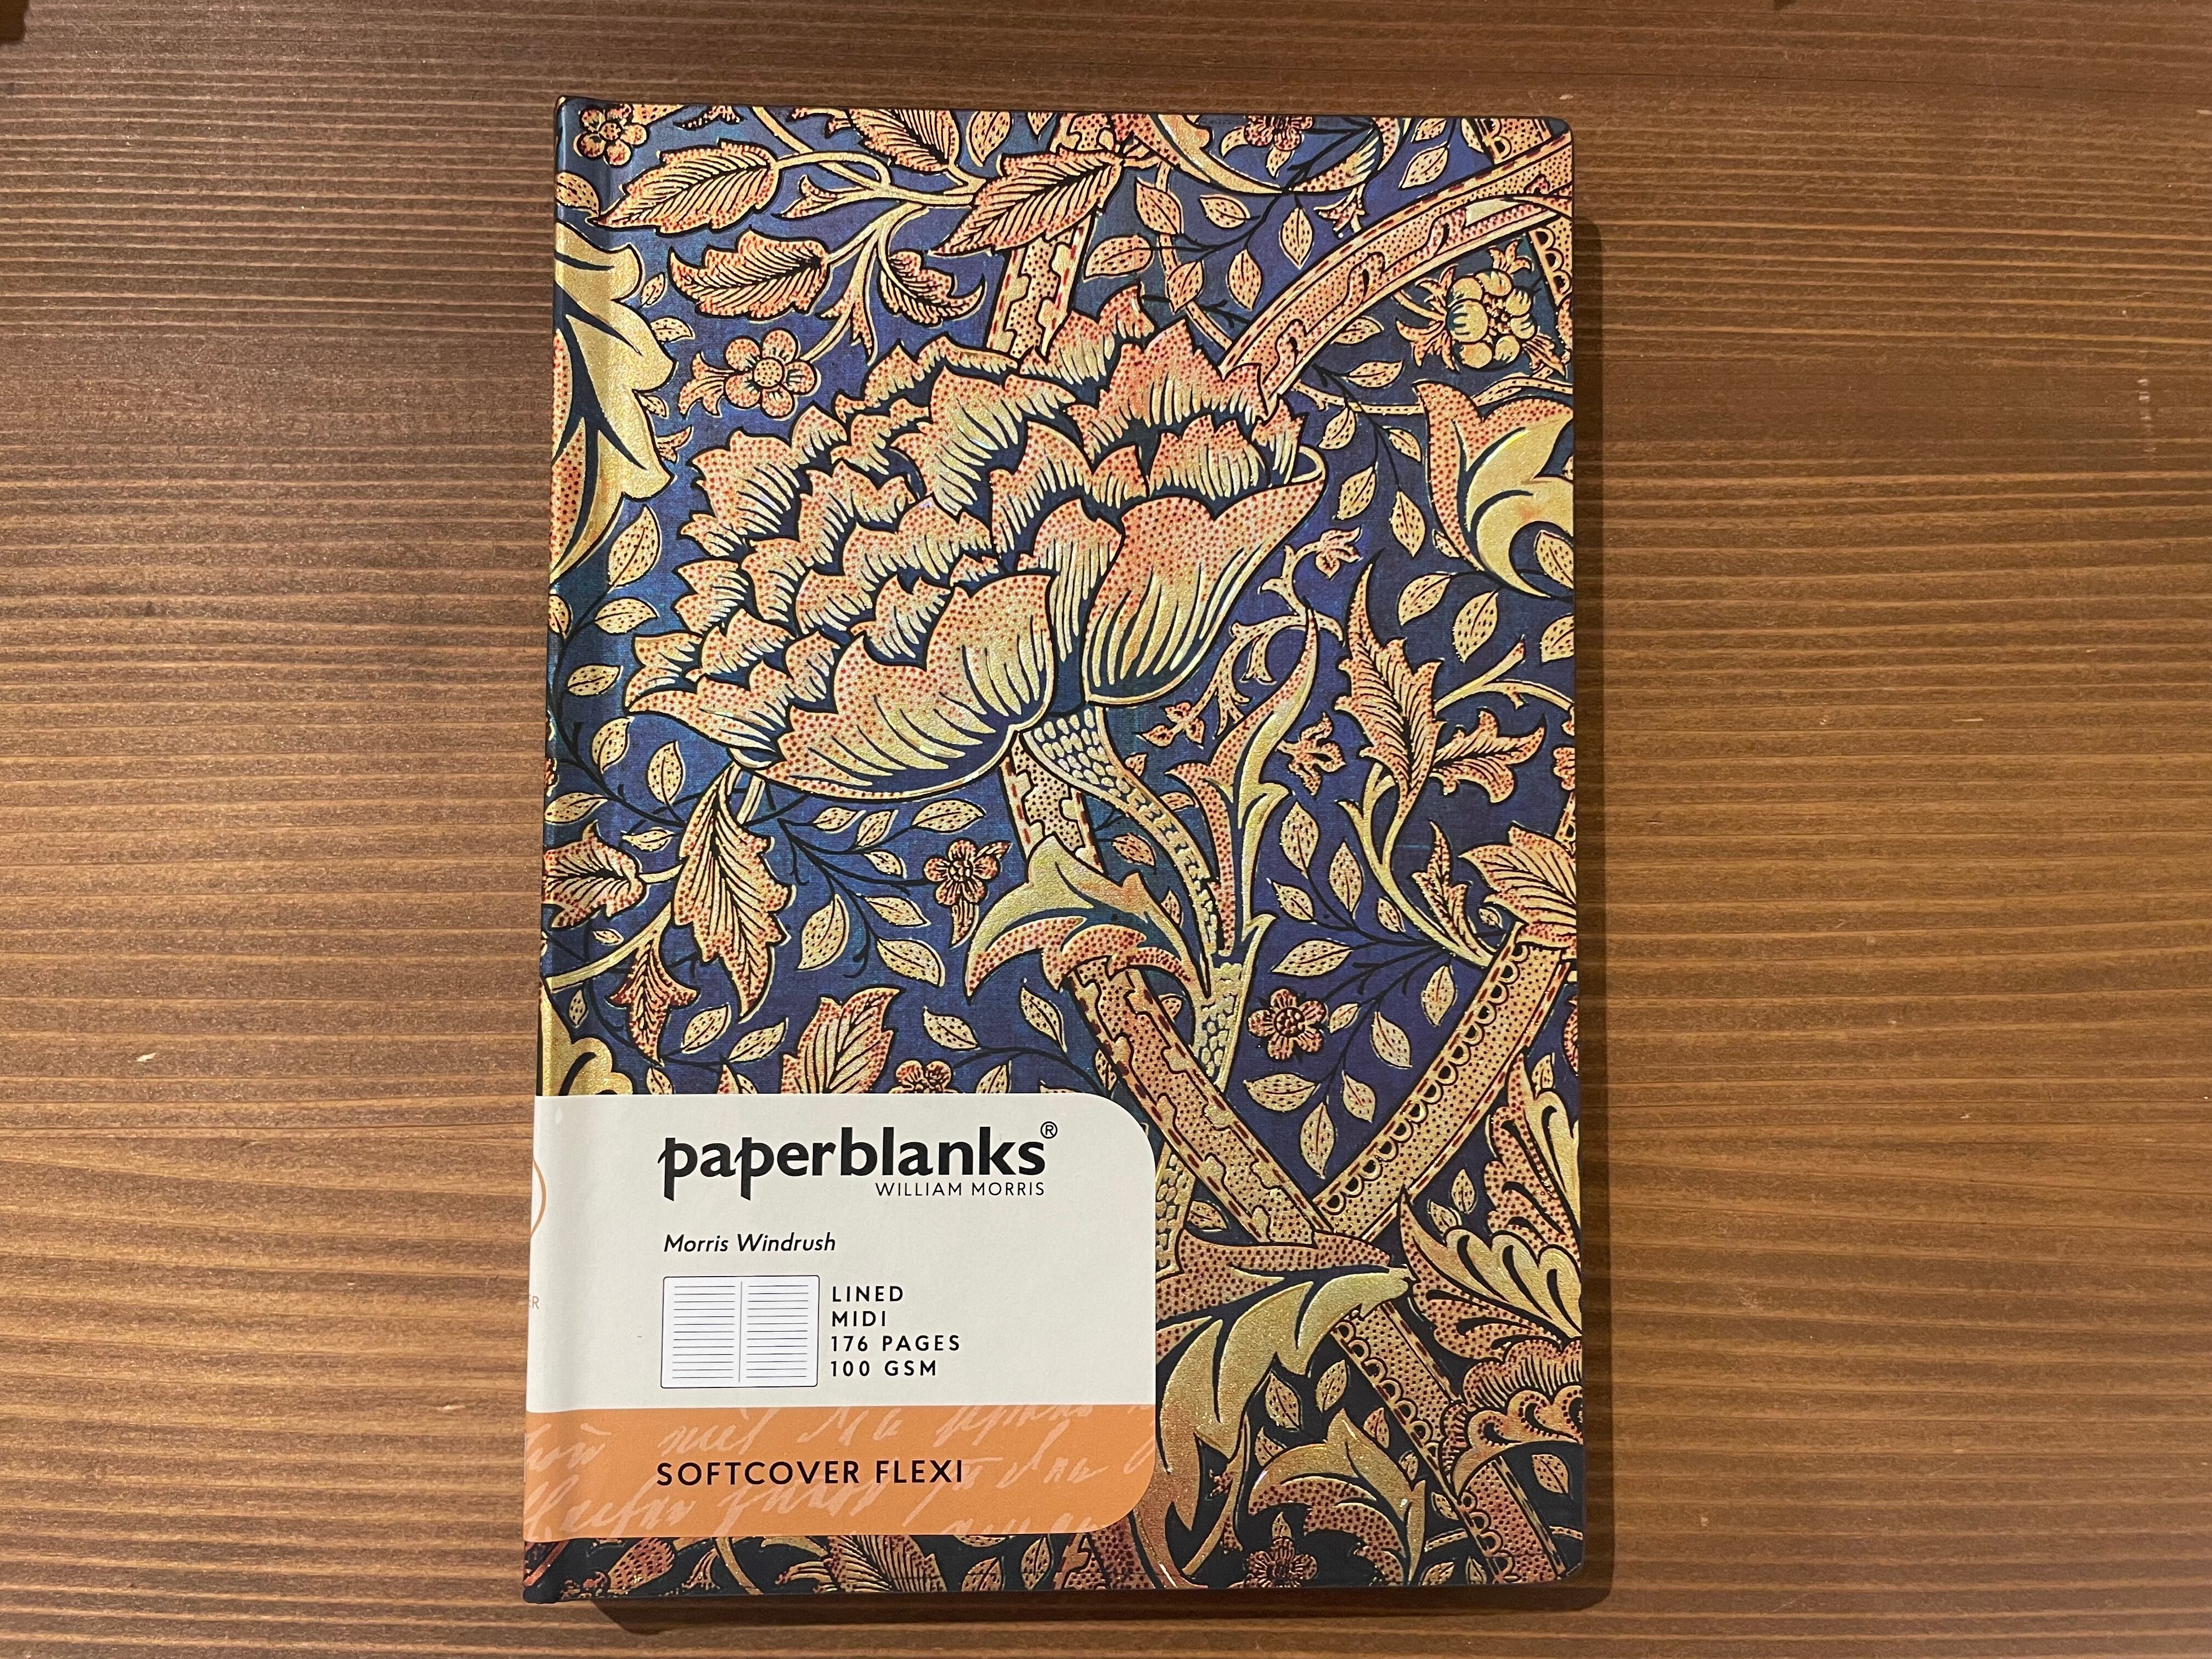 paperblanks®
WILLIAM MORRIS
Morris Windrush
LINED
MIDI
176 PAGES
100 GSM
SOFTCOVER FLEXI